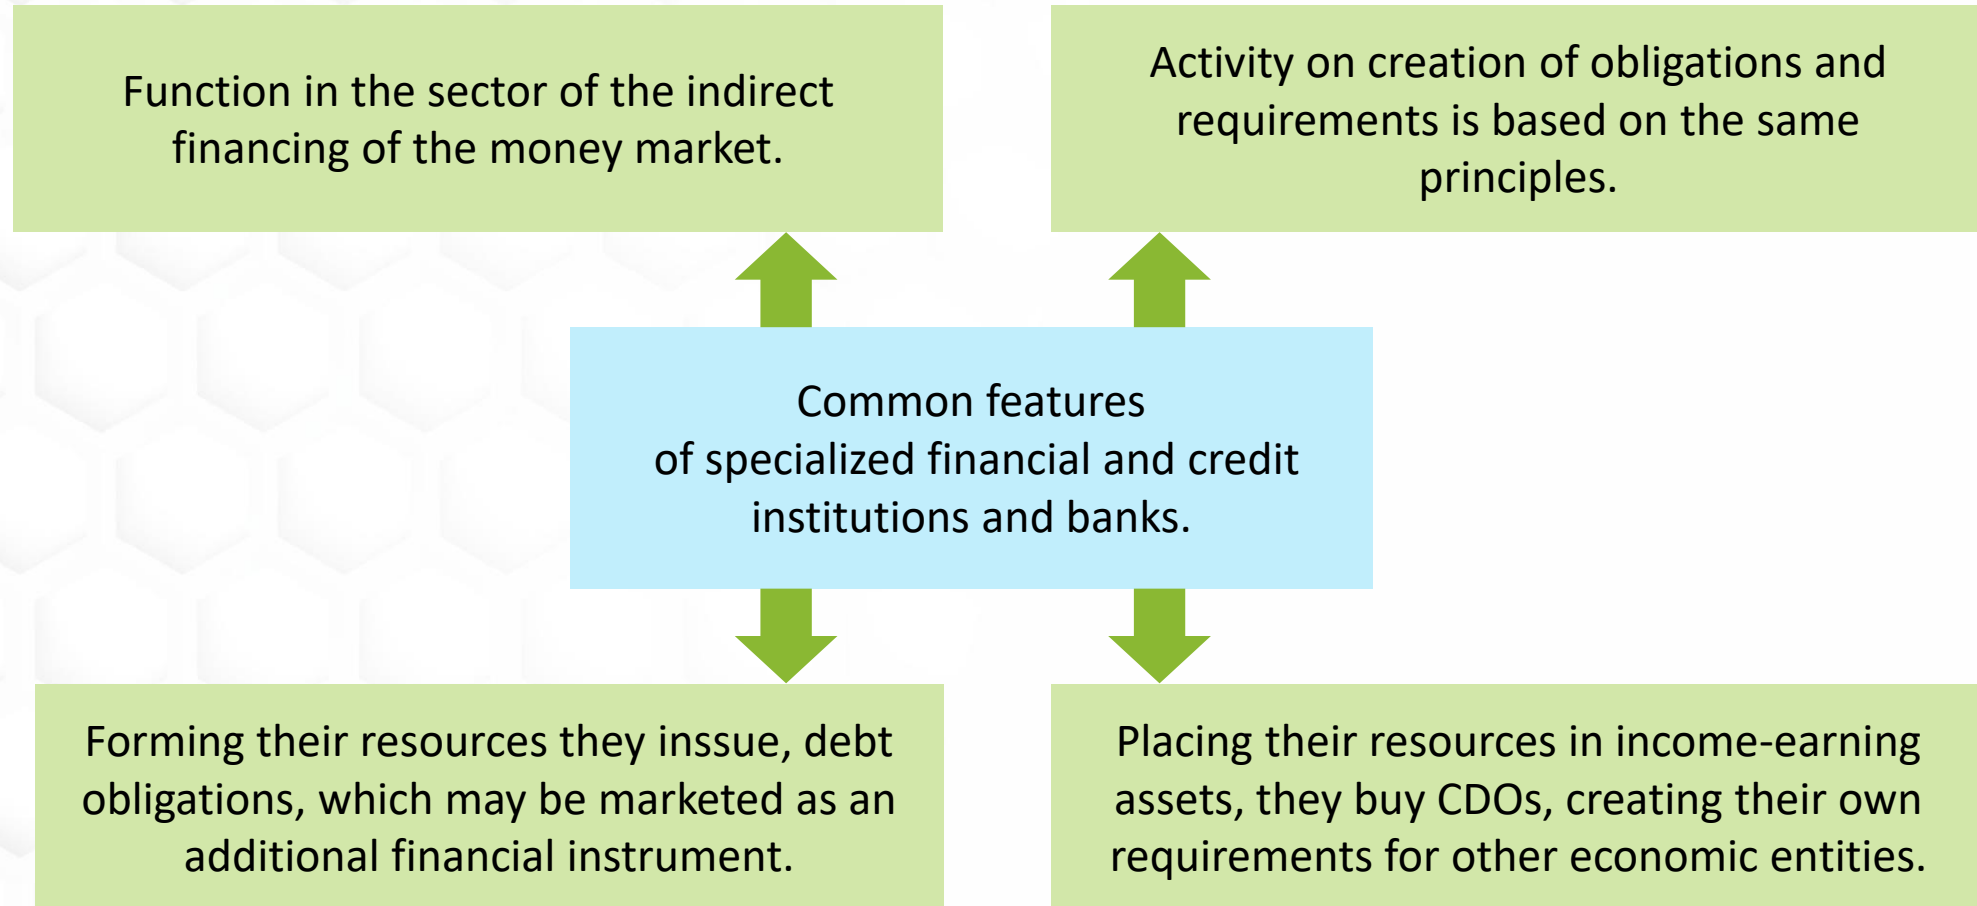 Function in the sector of the indirect
financing of the money market.
Activity on creation of obligations and
requirements is based on the same
principles.
Common features
of specialized financial and credit
institutions and banks.
Forming their resources they inssue, debt
obligations, which may be marketed as an
additional financial instrument.
Placing their resources in income-earning
assets, they buy CDOs, creating their own
requirements for other economic entities.